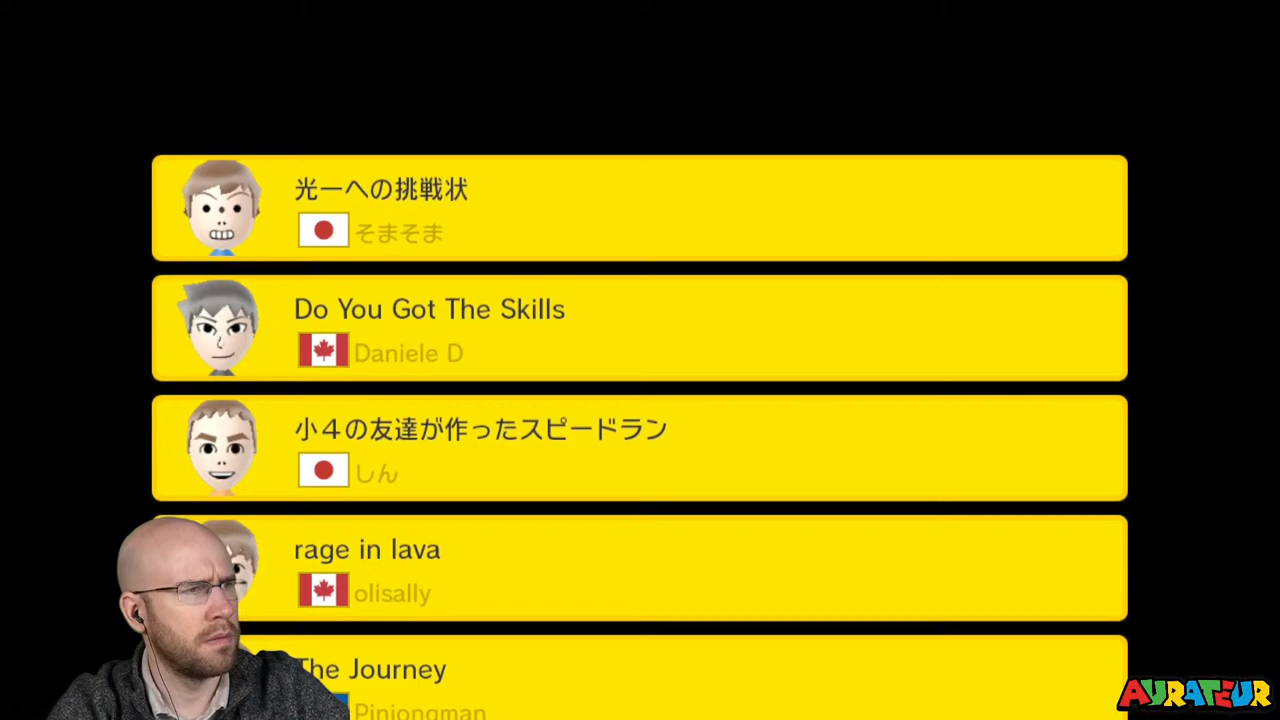 光一への挑戦状
そまそま
Do You Got The Skills
Daniele D
小４の友達が作ったスピードラン
しん
rage in lava
olisally
The Journey
Pinjongman
AURATEUR